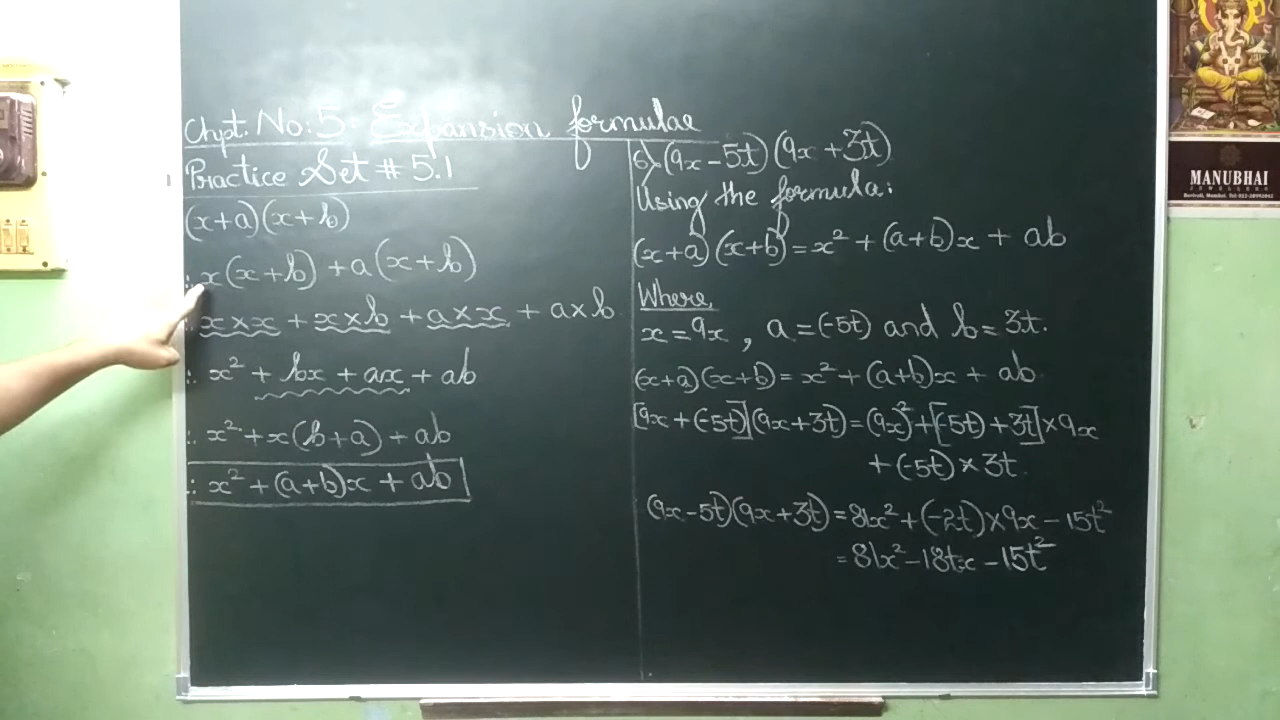 Chpt. No: 5. Expansion formulae
Practice Set # 5.1
(x+a)(x+b)
∴ x(x+b) + a(x+b)
∴ x×x + x×b + a×x + a×b
∴ x² + bx + ax + ab
∴ x² + x(b+a) + ab
∴ x² + (a+b)x + ab
6) (9x-5t)(9x+3t)
Using the formula:
(x+a)(x+b) = x² + (a+b)x + ab
Where
x = 9x, a = (-5t) and b = 3t.
(x+a)(x+b) = x² + (a+b)x + ab
[9x + (-5t)](9x+3t) = (9x)² + [(-5t) + 3t] × 9x
+ (-5t) × 3t
(9x-5t)(9x+3t) = 81x² + (-2t) × 9x - 15t²
= 81x² - 18tx - 15t²
MANUBHAI
JEWELLERS